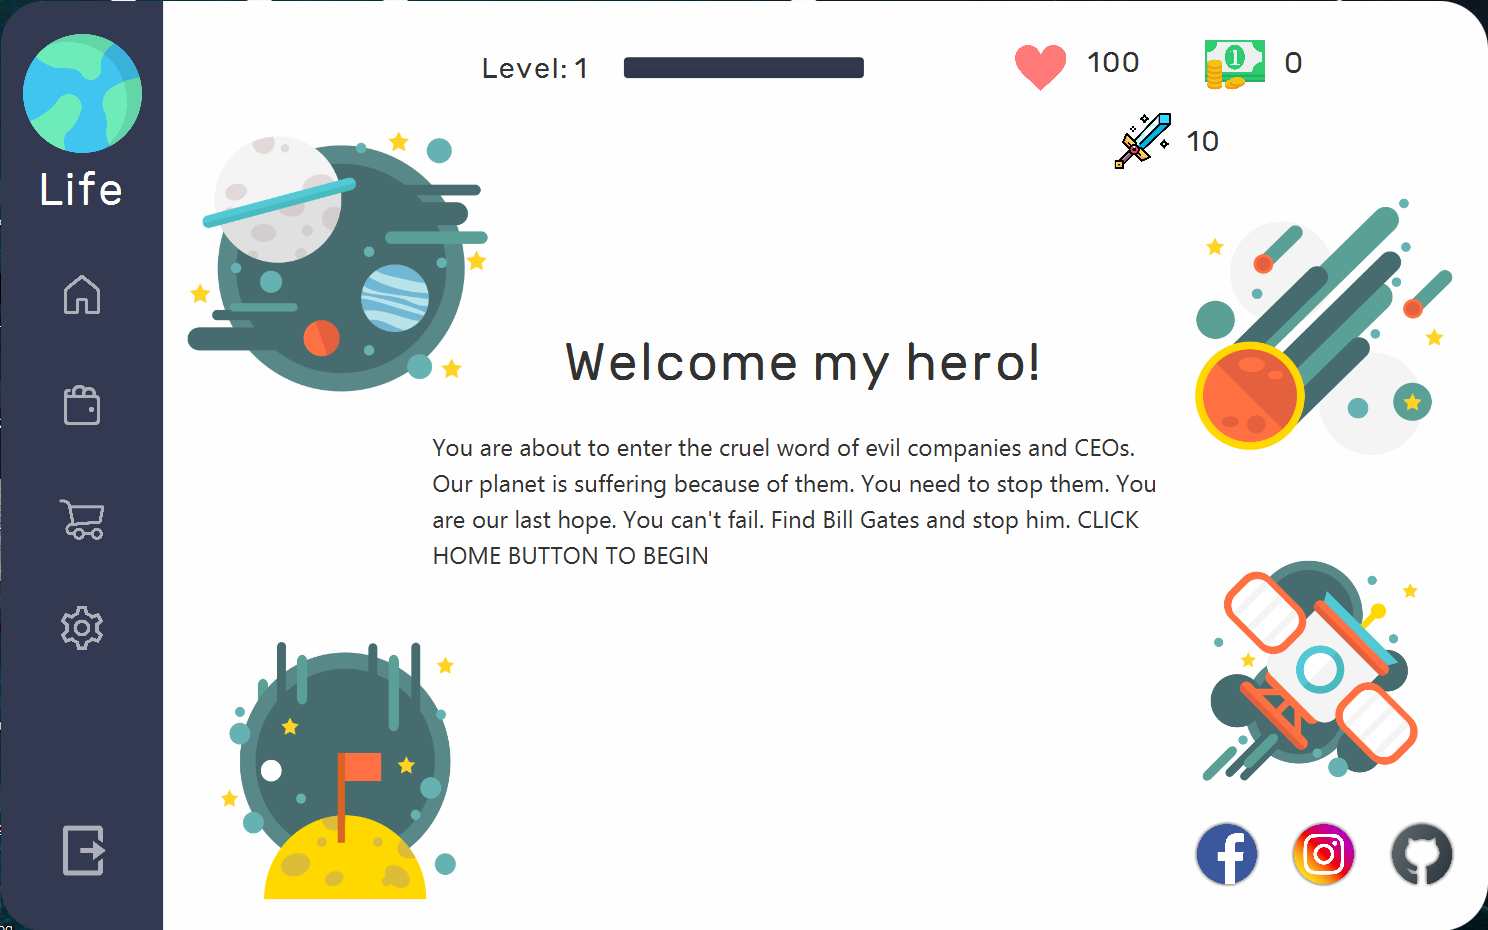 Level: 1
100
0
10
Life
Welcome my hero!
You are about to enter the cruel word of evil companies and CEOs.
Our planet is suffering because of them. You need to stop them. You
are our last hope. You can't fail. Find Bill Gates and stop him. CLICK
HOME BUTTON TO BEGIN